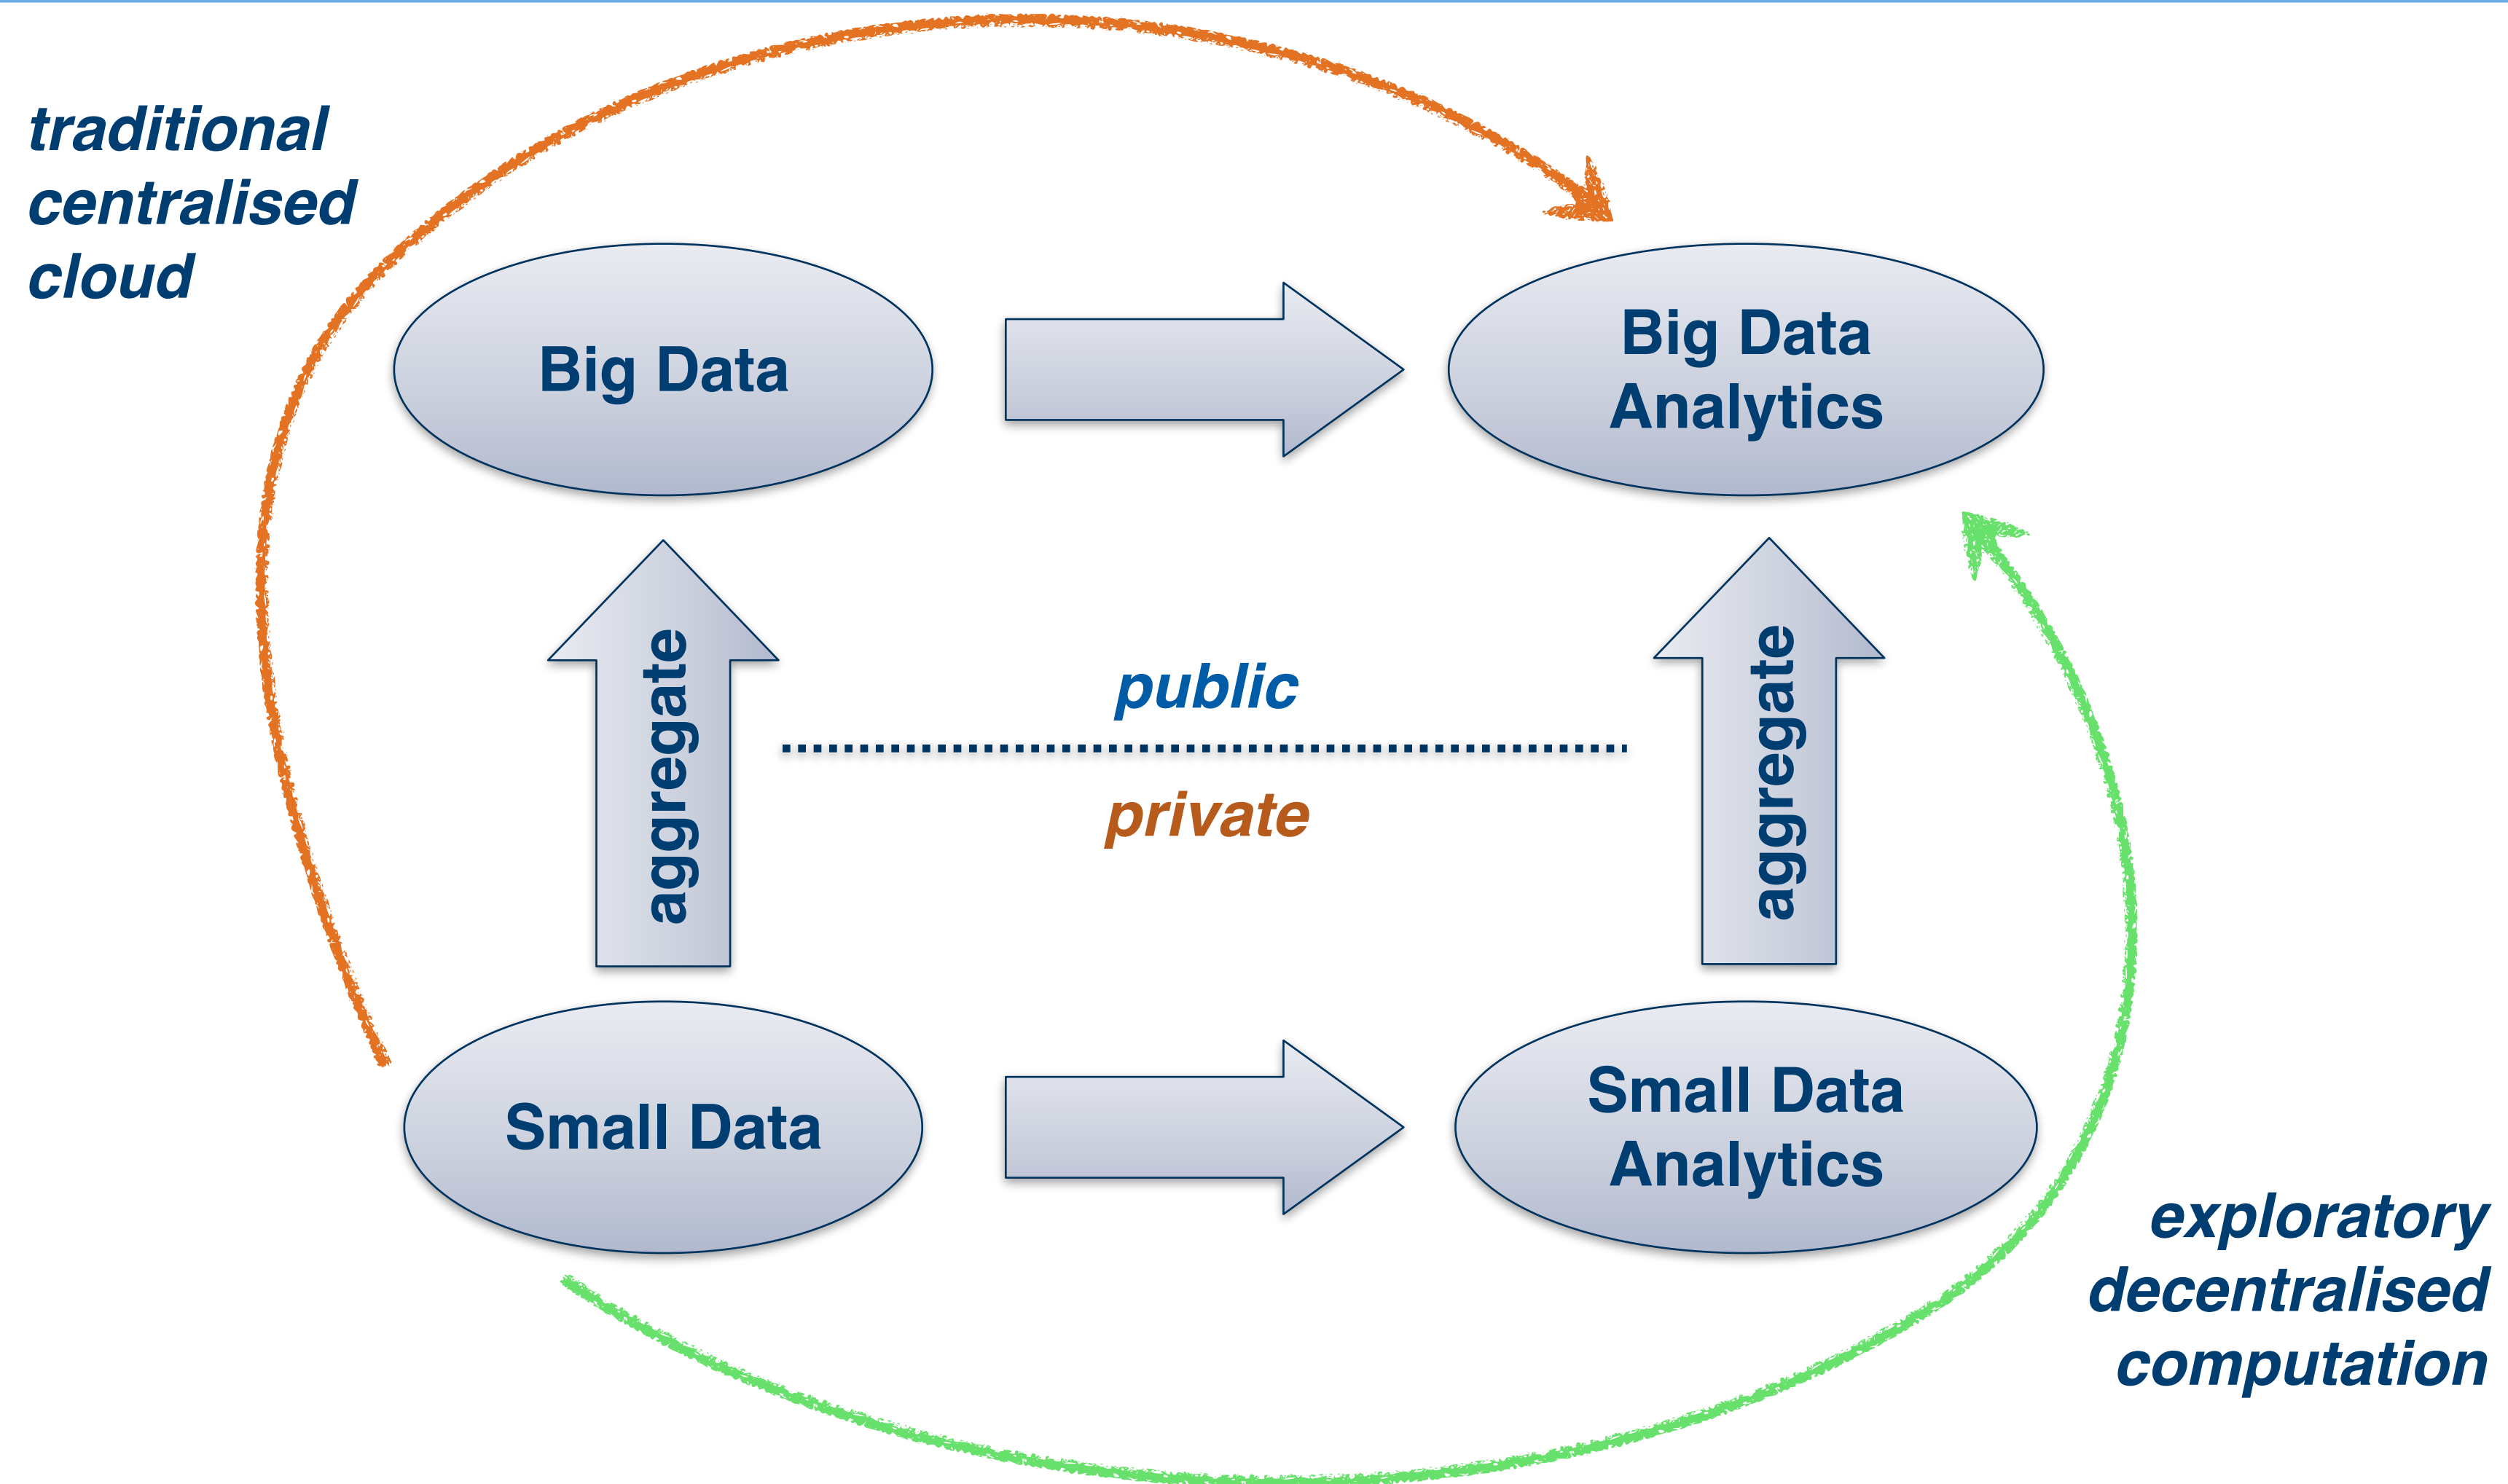 traditional
centralised
cloud
Big Data
Big Data
Analytics
aggregate
public
private
aggregate
Small Data
Small Data
Analytics
exploratory
decentralised
computation